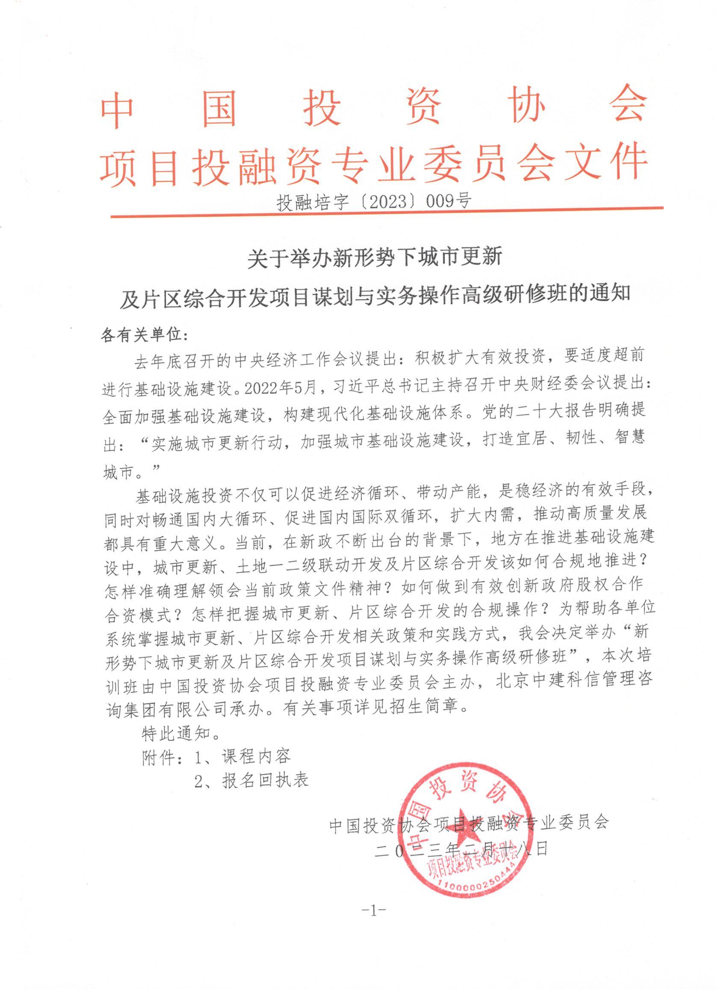 中国投资协会
项目投融资专业委员会文件
投融培字〔2023〕009号
关于举办新形势下城市更新
及片区综合开发项目谋划与实务操作高级研修班的通知
各有关单位：
去年底召开的中央经济工作会议提出：积极扩大有效投资，要适度超前
进行基础设施建设。2022年5月，习近平总书记主持召开中央财经委会议提出：
全面加强基础设施建设，构建现代化基础设施体系。党的二十大报告明确提
出：“实施城市更新行动，加强城市基础设施建设，打造宜居、韧性、智慧
城市。”
基础设施投资不仅可以促进经济循环、带动产能，是稳经济的有效手段，
同时对畅通国内大循环、促进国内国际双循环，扩大内需，推动高质量发展
都具有重大意义。当前，在新政不断出台的背景下，地方在推进基础设施建
设中，城市更新、土地一二级联动开发及片区综合开发该如何合规地推进？
怎样准确理解领会当前政策文件精神？如何做到有效创新政府股权合作
合资模式？怎样把握城市更新、片区综合开发的合规操作？为帮助各单位
系统掌握城市更新、片区综合开发相关政策和实践方式，我会决定举办“新
形势下城市更新及片区综合开发项目谋划与实务操作高级研修班”，本次培
训班由中国投资协会项目投融资专业委员会主办，北京中建科信管理咨
询集团有限公司承办。有关事项详见招生简章。
特此通知。
附件：1、课程内容
2、报名回执表
中国投资协会项目投融资专业委员会
二0二三年二月十八日
中国投资协会
项目投融资专业委员会
1100000250444
-1-